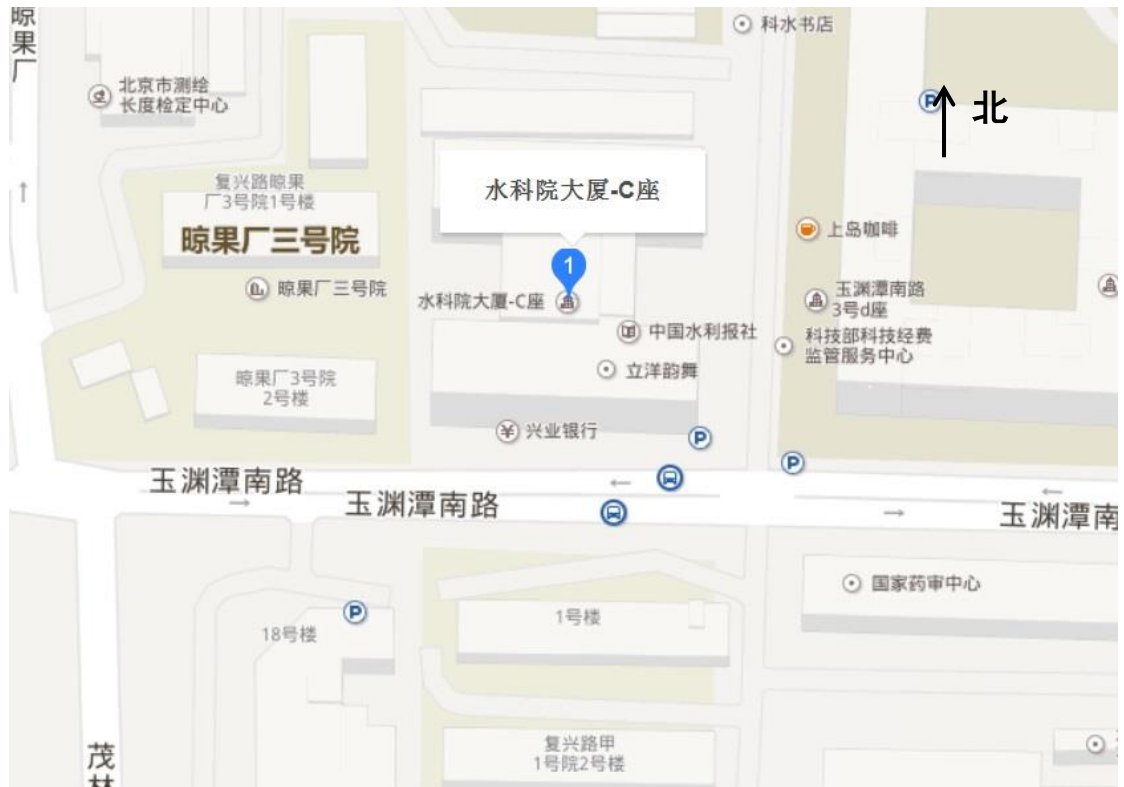 晾
果
厂
科水书店
北京市测绘
长度检定中心
P
北
复兴路晾果
厂3号院1号楼
水科院大厦-C座
晾果厂三号院
上岛咖啡
1
晾果厂三号院
水科院大厦-C座
玉渊潭南路
3号d座
中国水利报社
科技部科技经费
监管服务中心
立洋韵舞
晾果厂3号院
2号楼
兴业银行
P
P
玉渊潭南路
玉渊潭南路
玉渊潭南
国家药审中心
P
1号楼
18号楼
复兴路甲
1号院2号楼
茂
林